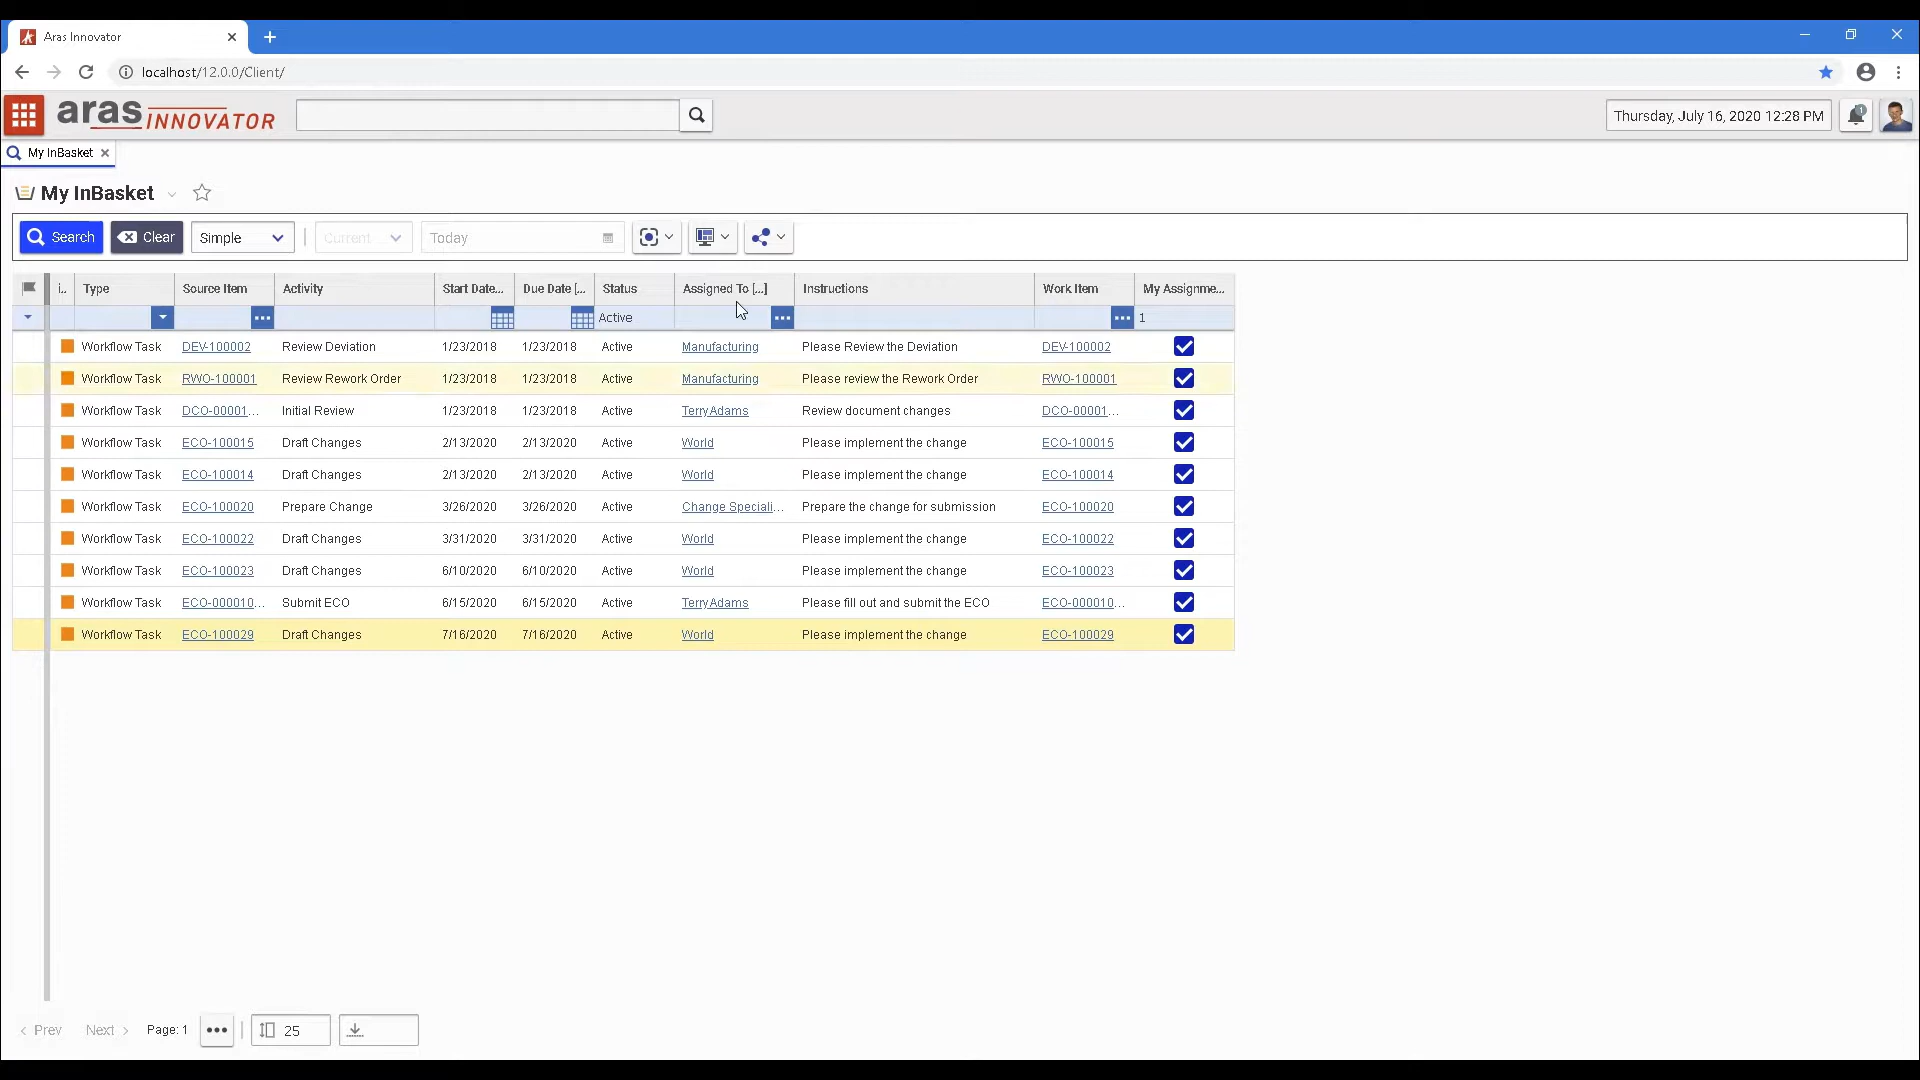 Aras Innovator
localhost/12.0.0/Client/
aras INNOVATOR
Thursday, July 16, 2020 12:28 PM
1
My InBasket
My InBasket
Search Clear Simple Current Today
i.. Type Source Item Activity Start Date... Due Date [... Status Assigned To [...] Instructions Work Item My Assignme...
Active 1
Workflow Task DEV-100002 Review Deviation 1/23/2018 1/23/2018 Active Manufacturing Please Review the Deviation DEV-100002
Workflow Task RWO-100001 Review Rework Order 1/23/2018 1/23/2018 Active Manufacturing Please review the Rework Order RWO-100001
Workflow Task DCO-00001... Initial Review 1/23/2018 1/23/2018 Active Terry Adams Review document changes DCO-00001...
Workflow Task ECO-100015 Draft Changes 2/13/2020 2/13/2020 Active World Please implement the change ECO-100015
Workflow Task ECO-100014 Draft Changes 2/13/2020 2/13/2020 Active World Please implement the change ECO-100014
Workflow Task ECO-100020 Prepare Change 3/26/2020 3/26/2020 Active Change Speciali... Prepare the change for submission ECO-100020
Workflow Task ECO-100022 Draft Changes 3/31/2020 3/31/2020 Active World Please implement the change ECO-100022
Workflow Task ECO-100023 Draft Changes 6/10/2020 6/10/2020 Active World Please implement the change ECO-100023
Workflow Task ECO-000010... Submit ECO 6/15/2020 6/15/2020 Active Terry Adams Please fill out and submit the ECO ECO-000010...
Workflow Task ECO-100029 Draft Changes 7/16/2020 7/16/2020 Active World Please implement the change ECO-100029
Prev Next Page: 1 25